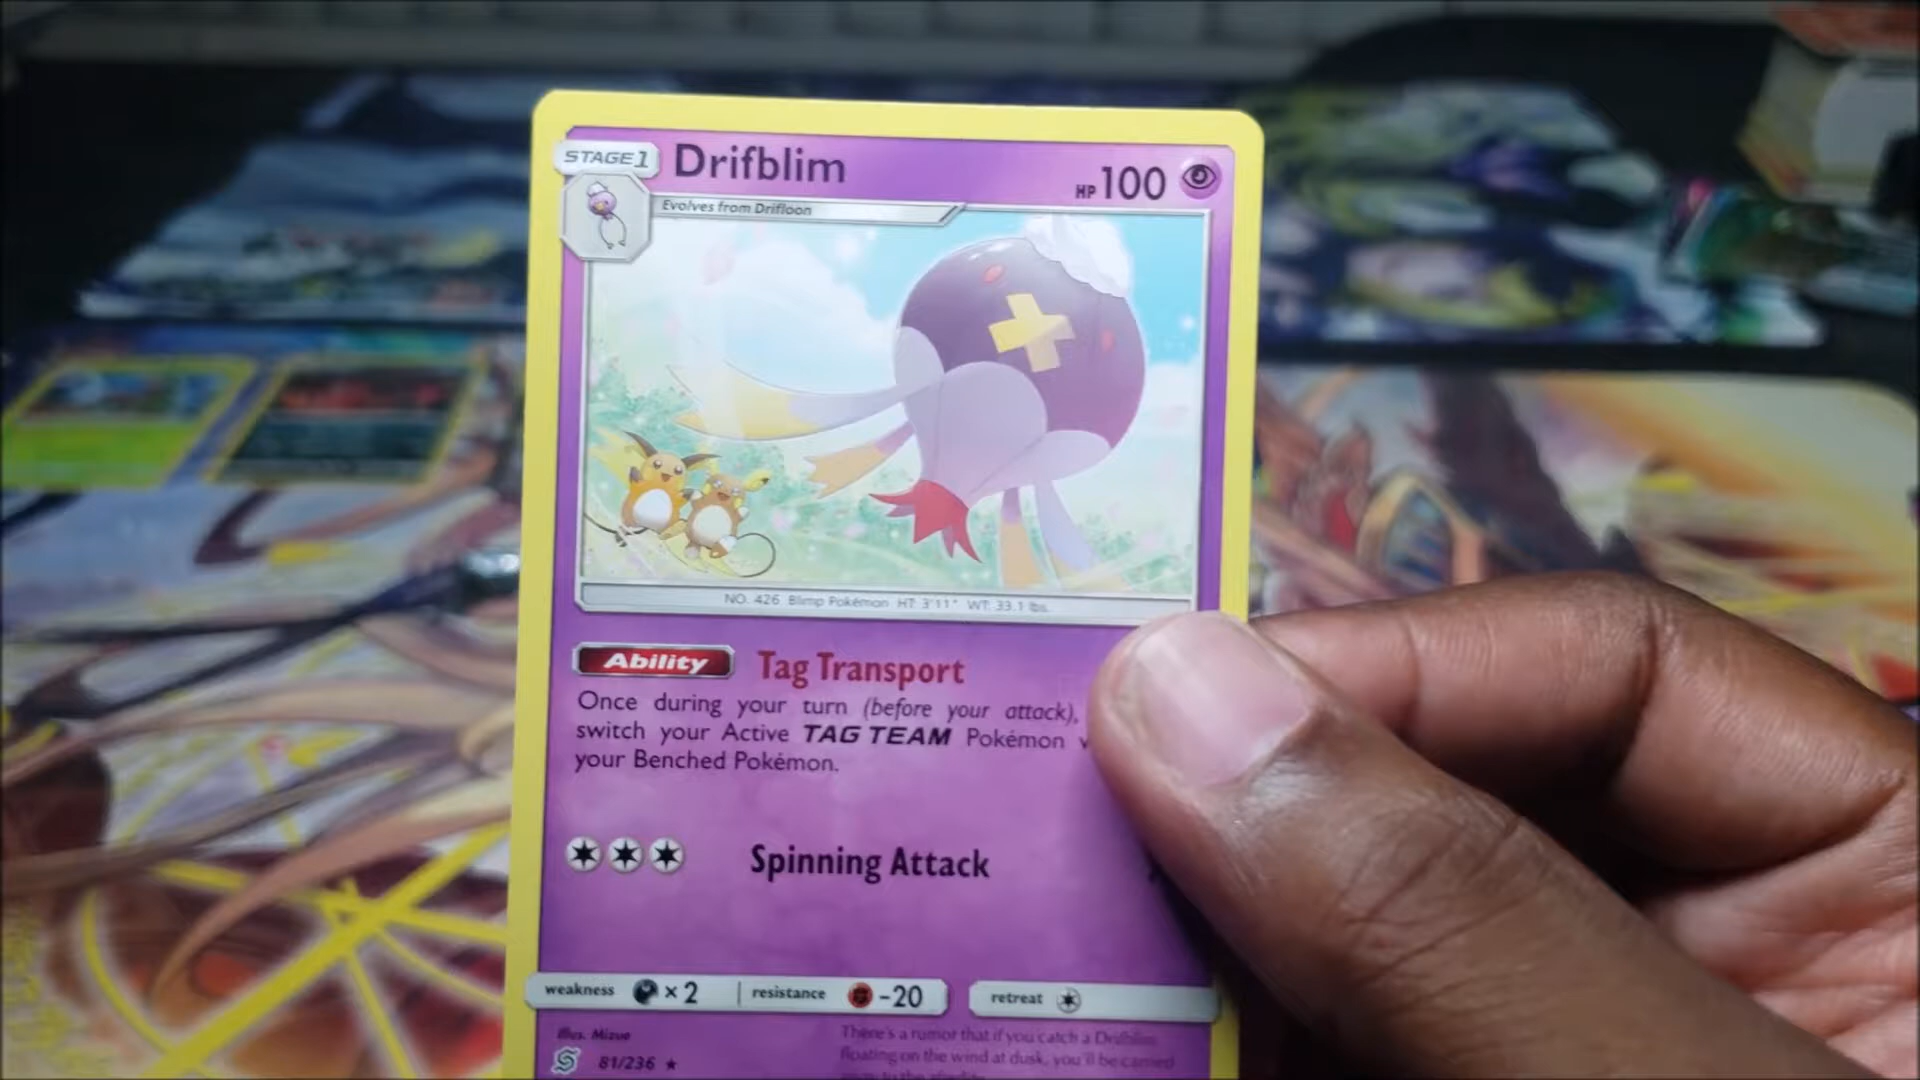 STAGE1 Drifblim HP 100
Evolves from Drifloon
NO. 426 Blimp Pokémon HT: 3'11" WT: 33.1 lbs.
Ability Tag Transport
Once during your turn (before your attack),
switch your Active TAG TEAM Pokémon
your Benched Pokémon.
Spinning Attack
weakness ×2 resistance -20 retreat
Illus. Mizue
There's a rumor that if you catch a Drifblim
floating on the wind at dusk, you'll be carried
81/236